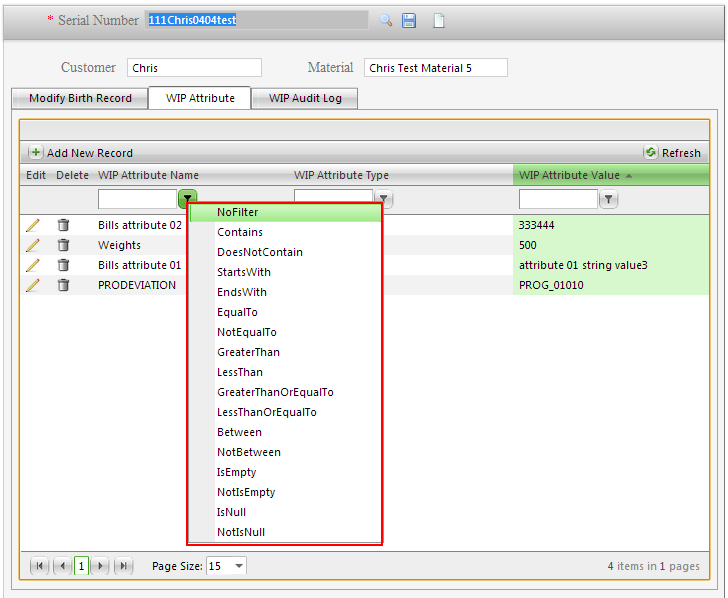 * Serial Number 111Chris0404test
Customer Chris Material Chris Test Material 5
Modify Birth Record WIP Attribute WIP Audit Log
+ Add New Record Refresh
Edit Delete WIP Attribute Name WIP Attribute Type WIP Attribute Value
Bills attribute 02 333444
Weights 500
Bills attribute 01 attribute 01 string value3
PRODEVIATION PROG_01010
NoFilter
Contains
DoesNotContain
StartsWith
EndsWith
EqualTo
NotEqualTo
GreaterThan
LessThan
GreaterThanOrEqualTo
LessThanOrEqualTo
Between
NotBetween
IsEmpty
NotIsEmpty
IsNull
NotIsNull
1 Page Size: 15 4 items in 1 pages